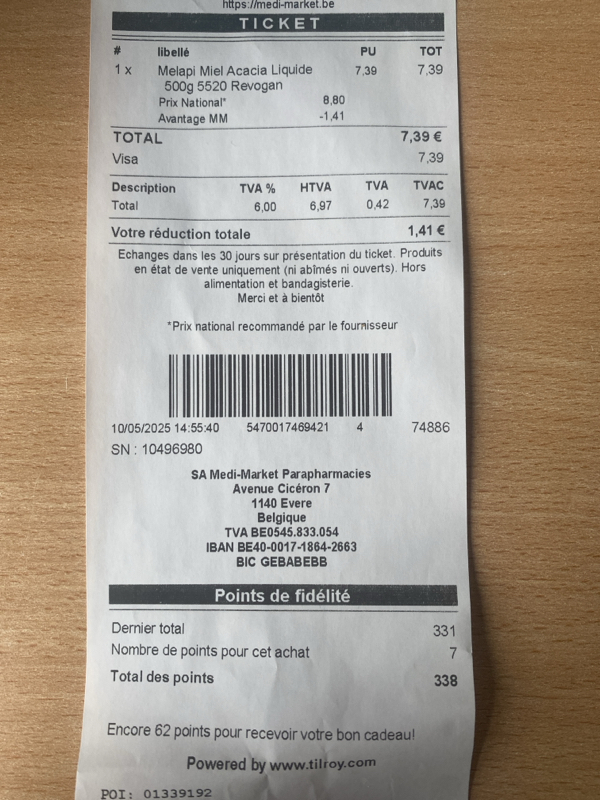 https://medi-market.be
TICKET
# libellé PU TOT
1 x Melapi Miel Acacia Liquide 7,39 7,39
500g 5520 Revogan
Prix National* 8,80
Avantage MM -1,41
TOTAL 7,39 €
Visa 7,39
Description TVA % HTVA TVA TVAC
Total 6,00 6,97 0,42 7,39
Votre réduction totale 1,41 €
Echanges dans les 30 jours sur présentation du ticket. Produits
en état de vente uniquement (ni abîmés ni ouverts). Hors
alimentation et bandagisterie.
Merci et à bientôt
*Prix national recommandé par le fournisseur
10/05/2025 14:55:40 5470017469421 4 74886
SN : 10496980
SA Medi-Market Parapharmacies
Avenue Cicéron 7
1140 Evere
Belgique
TVA BE0545.833.054
IBAN BE40-0017-1864-2663
BIC GEBABEBB
Points de fidélité
Dernier total 331
Nombre de points pour cet achat 7
Total des points 338
Encore 62 points pour recevoir votre bon cadeau!
Powered by www.tilroy.com
POI: 01339192